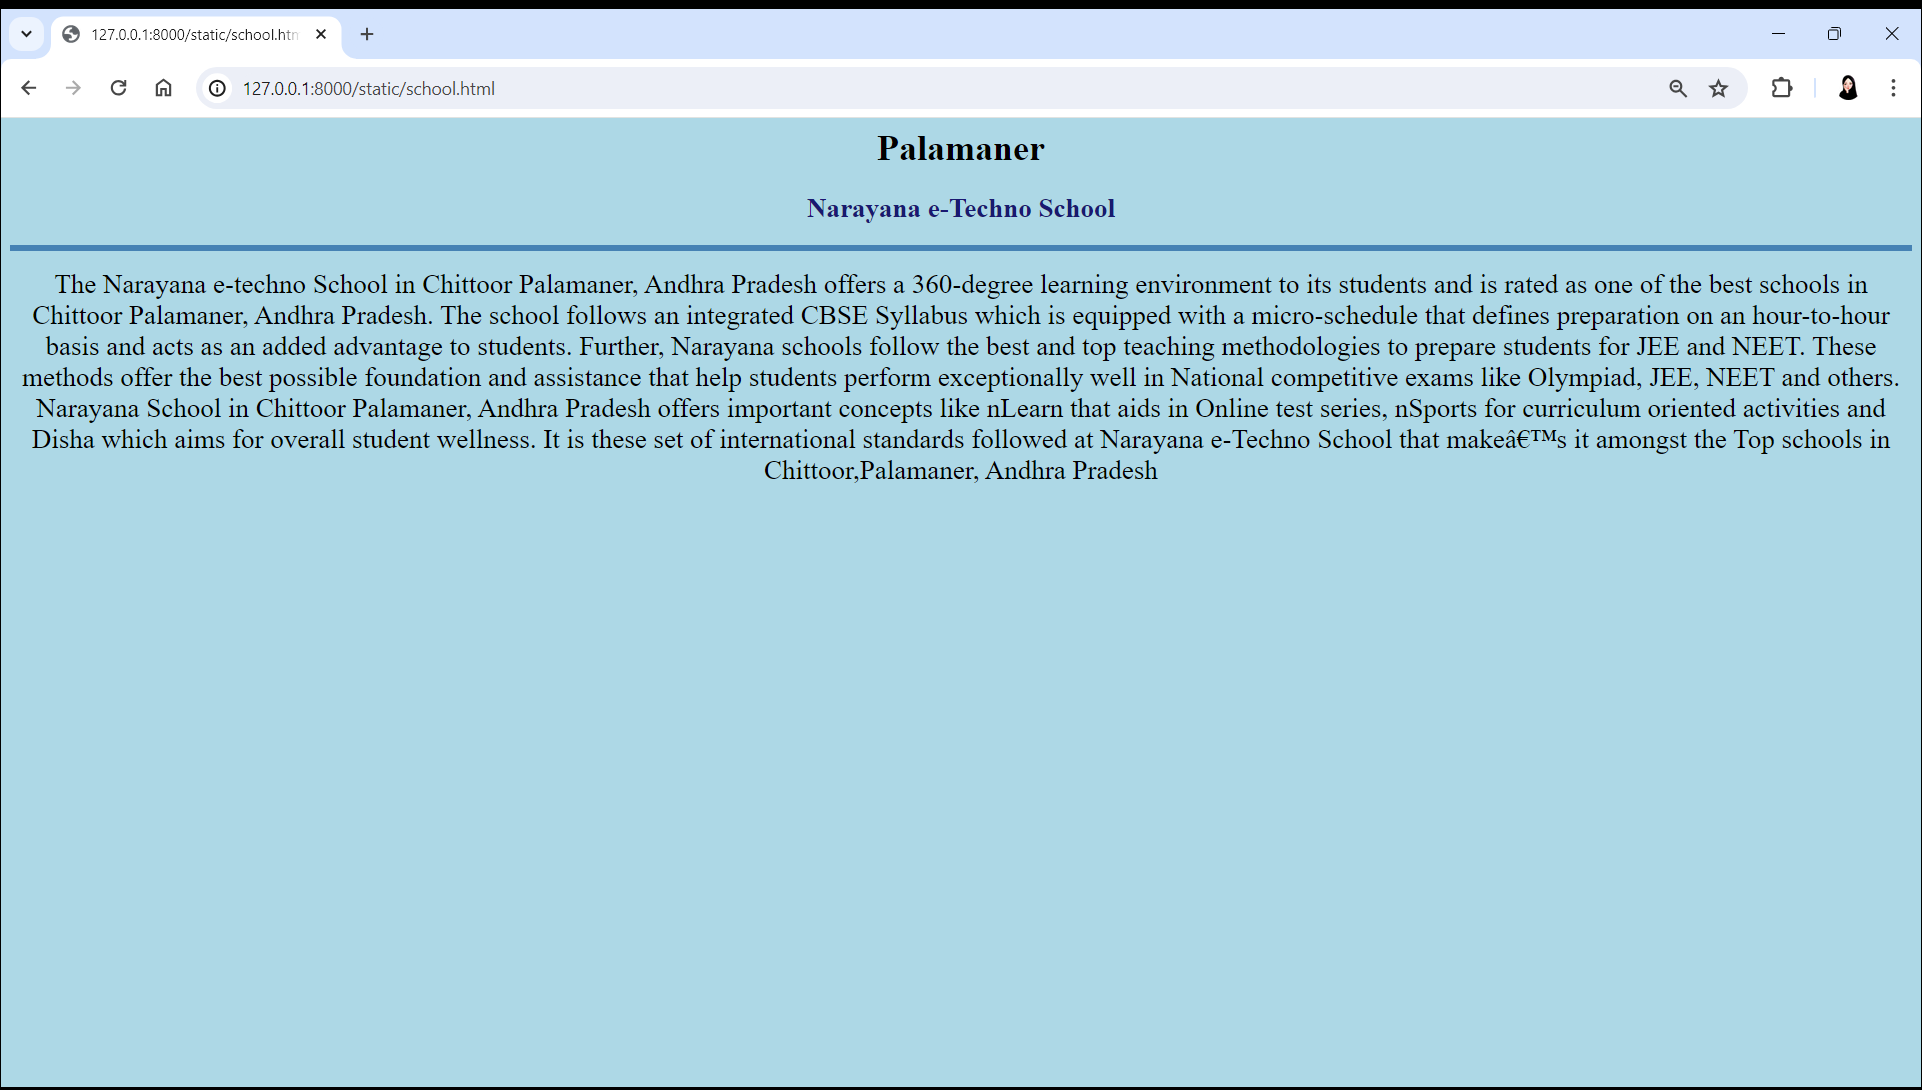 127.0.0.1:8000/static/school.htm
127.0.0.1:8000/static/school.html
Palamaner
Narayana e-Techno School
The Narayana e-techno School in Chittoor Palamaner, Andhra Pradesh offers a 360-degree learning environment to its students and is rated as one of the best schools in
Chittoor Palamaner, Andhra Pradesh. The school follows an integrated CBSE Syllabus which is equipped with a micro-schedule that defines preparation on an hour-to-hour
basis and acts as an added advantage to students. Further, Narayana schools follow the best and top teaching methodologies to prepare students for JEE and NEET. These
methods offer the best possible foundation and assistance that help students perform exceptionally well in National competitive exams like Olympiad, JEE, NEET and others.
Narayana School in Chittoor Palamaner, Andhra Pradesh offers important concepts like nLearn that aids in Online test series, nSports for curriculum oriented activities and
Disha which aims for overall student wellness. It is these set of international standards followed at Narayana e-Techno School that makeâ€™s it amongst the Top schools in
Chittoor,Palamaner, Andhra Pradesh